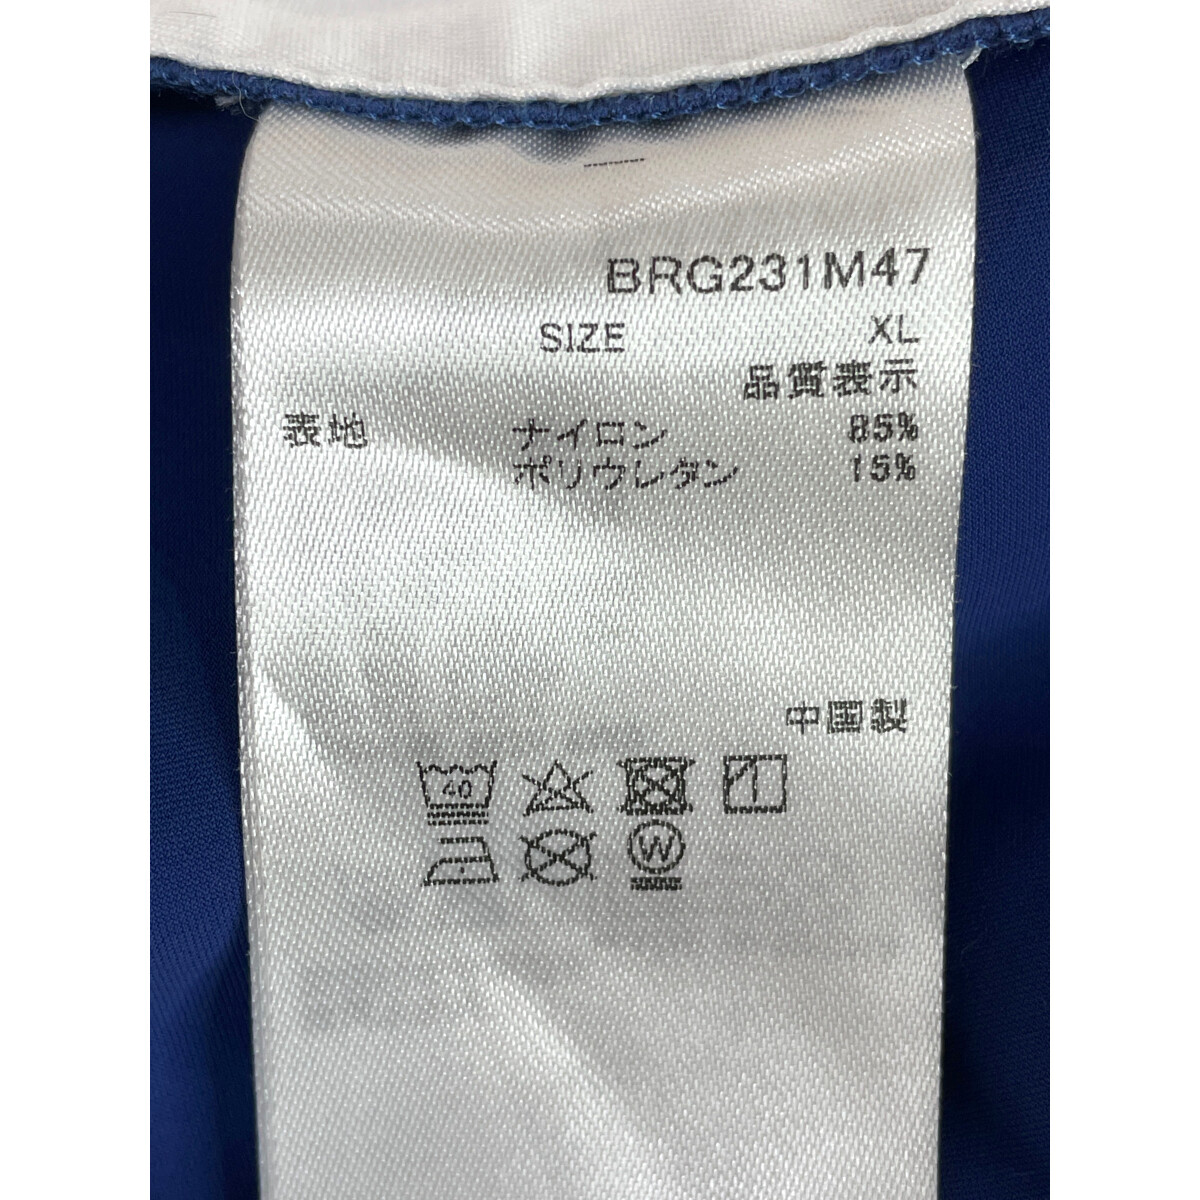 BRG231M47
SIZE XL
品質表示
表地 ナイロン 85%
ポリウレタン 15%
中国製
40
W